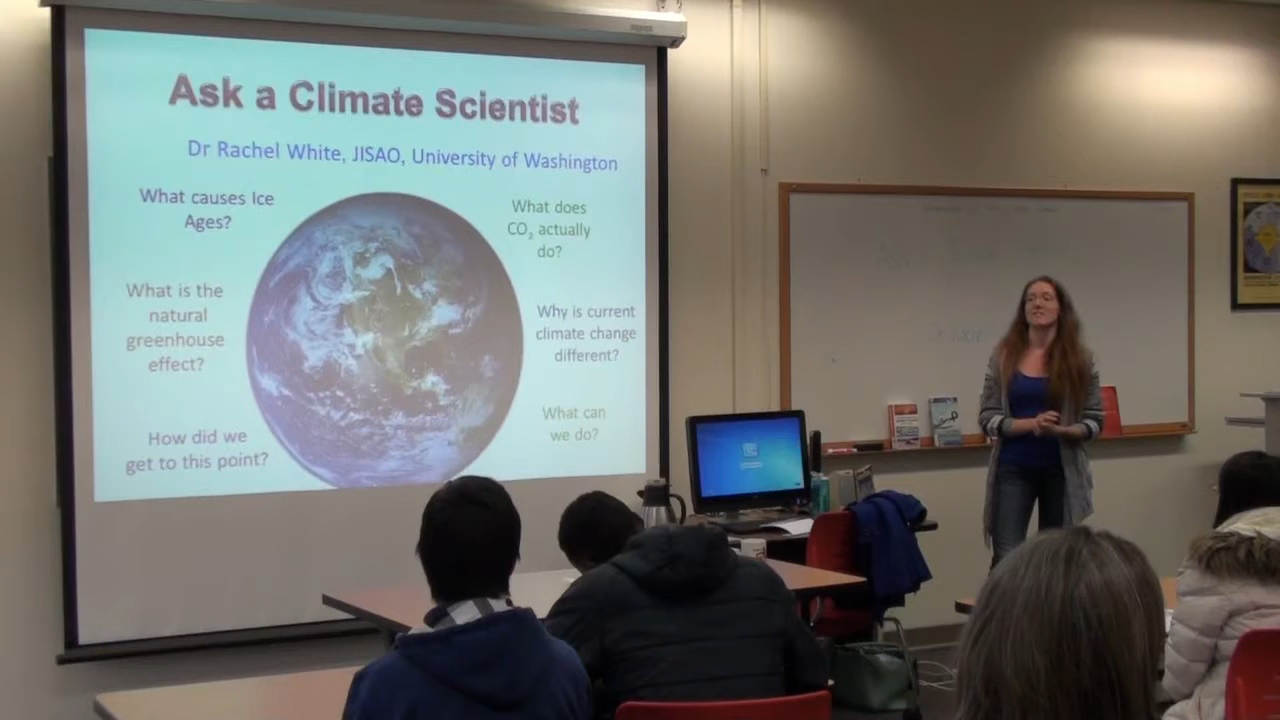 Ask a Climate Scientist
Dr Rachel White, JISAO, University of Washington
What causes Ice
Ages?
What does
CO₂ actually
do?
What is the
natural
greenhouse
effect?
Why is current
climate change
different?
How did we
get to this point?
What can
we do?